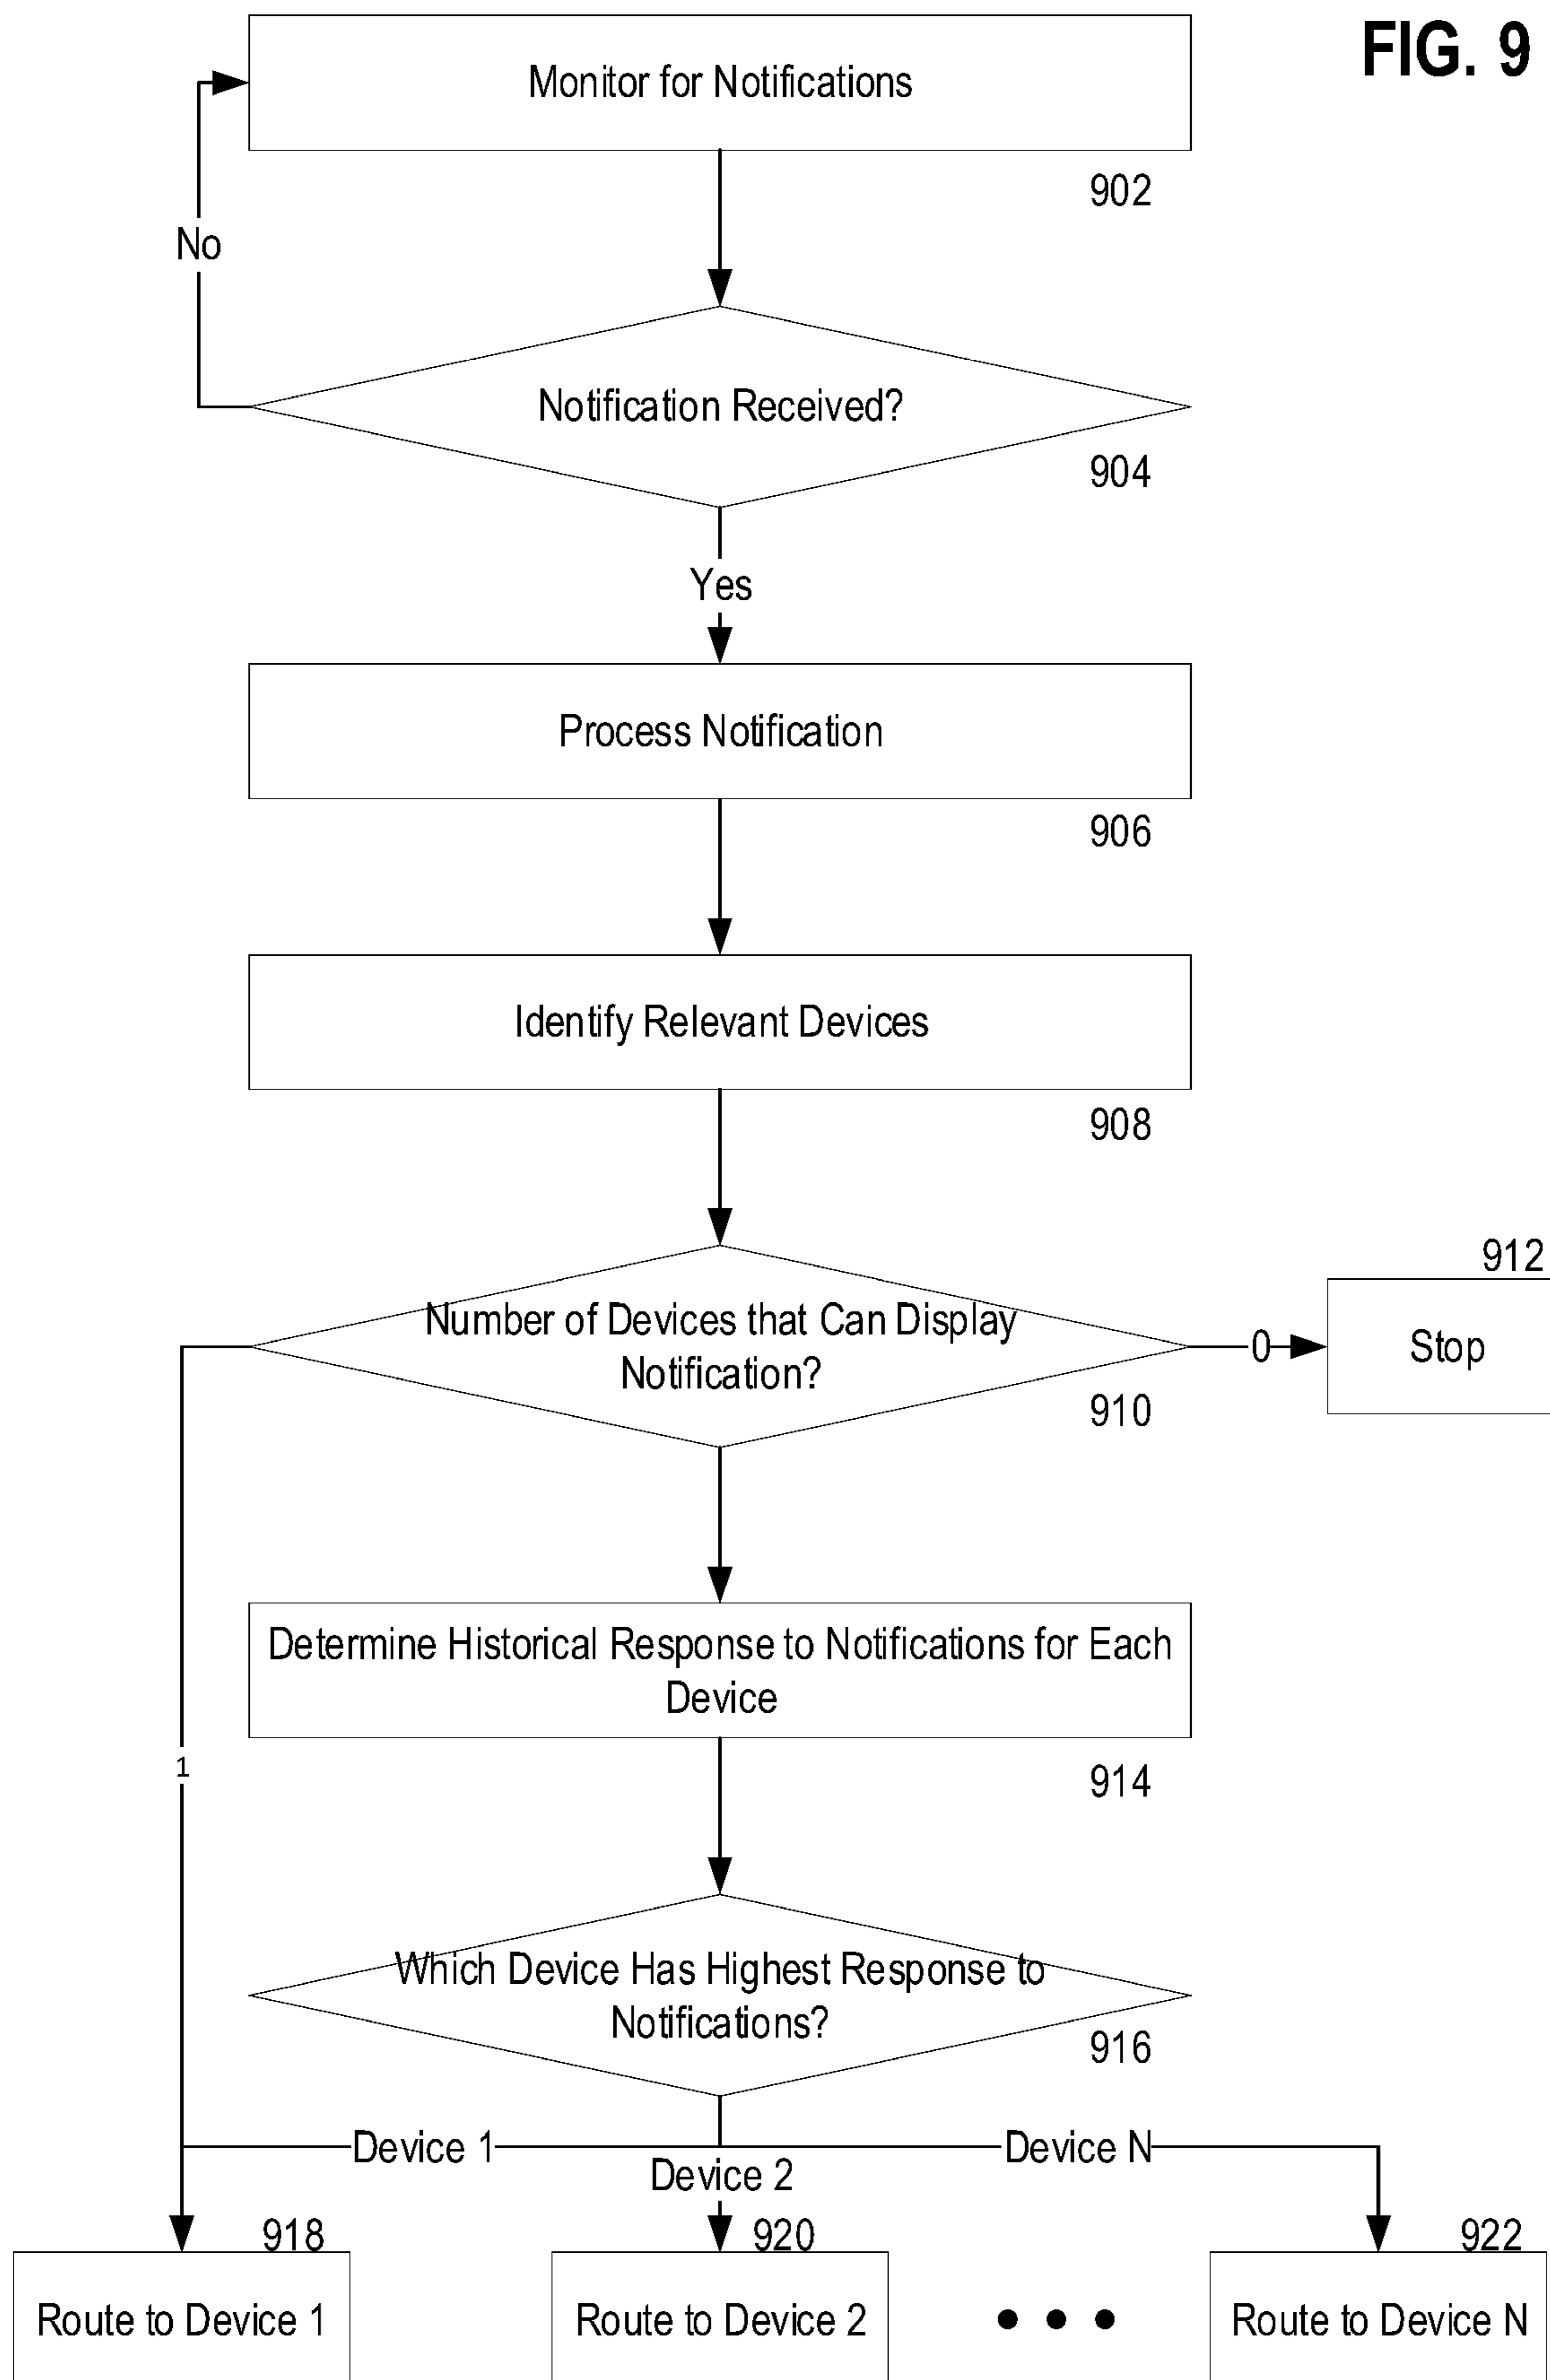 FIG. 9
Monitor for Notifications
902
No
Notification Received?
904
Yes
Process Notification
906
Identify Relevant Devices
908
912
Number of Devices that Can Display
Notification?
0
Stop
910
Determine Historical Response to Notifications for Each
Device
1
914
Which Device Has Highest Response to
Notifications?
916
Device 1
Device N
Device 2
918
920
922
Route to Device 1
Route to Device 2
• • •
Route to Device N